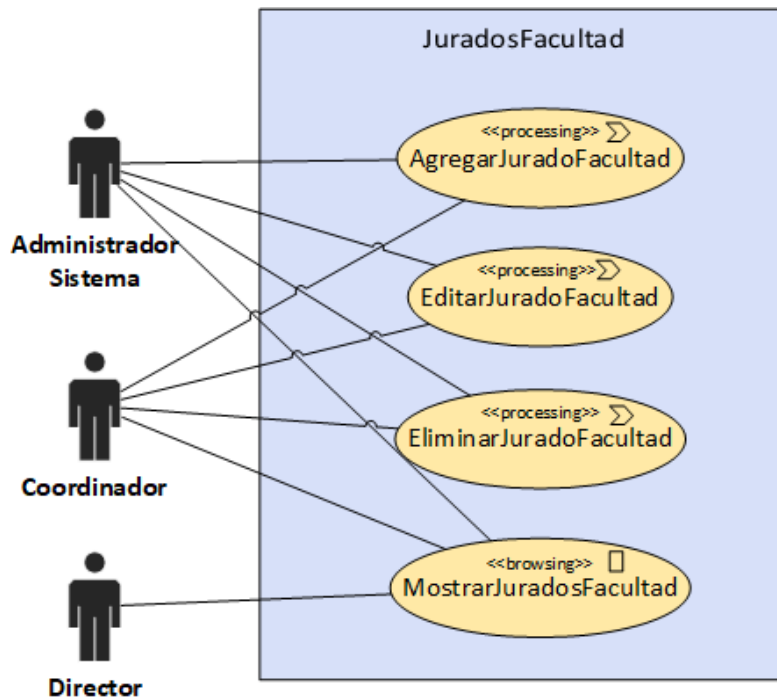 JuradosFacultad
<<processing>>
AgregarJuradoFacultad
Administrador
Sistema
<<processing>>
EditarJuradoFacultad
<<processing>>
EliminarJuradoFacultad
Coordinador
<<browsing>>
MostrarJuradosFacultad
Director